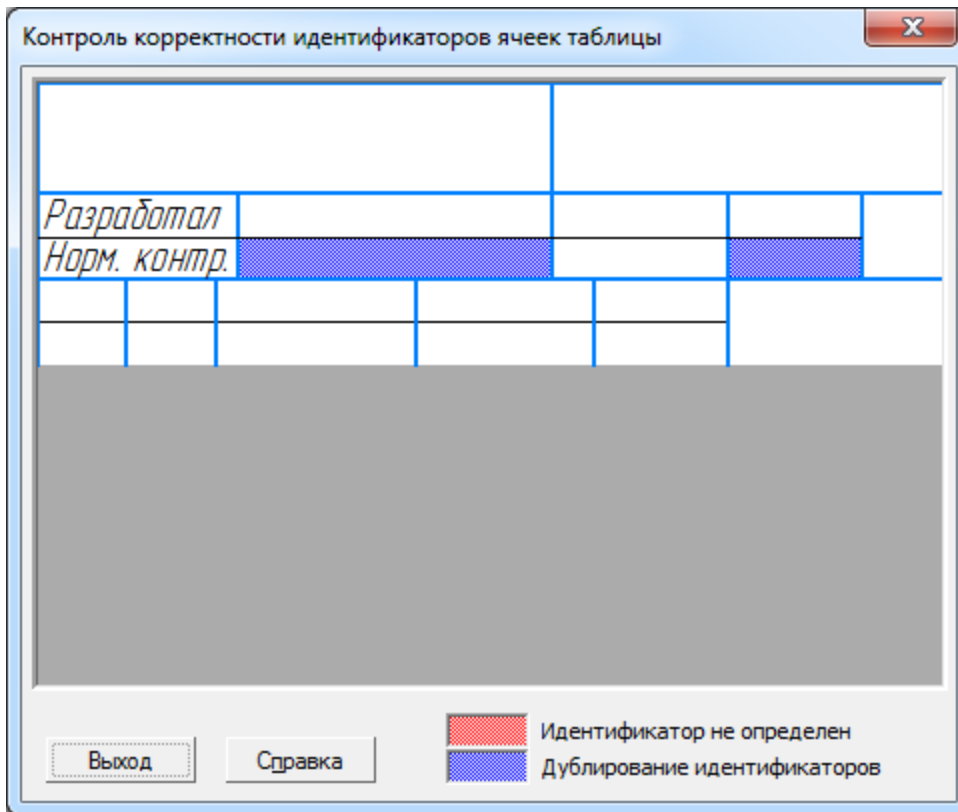 Контроль корректности идентификаторов ячеек таблицы
Разработал
Норм. контр.
Идентификатор не определен
Выход
Справка
Дублирование идентификаторов